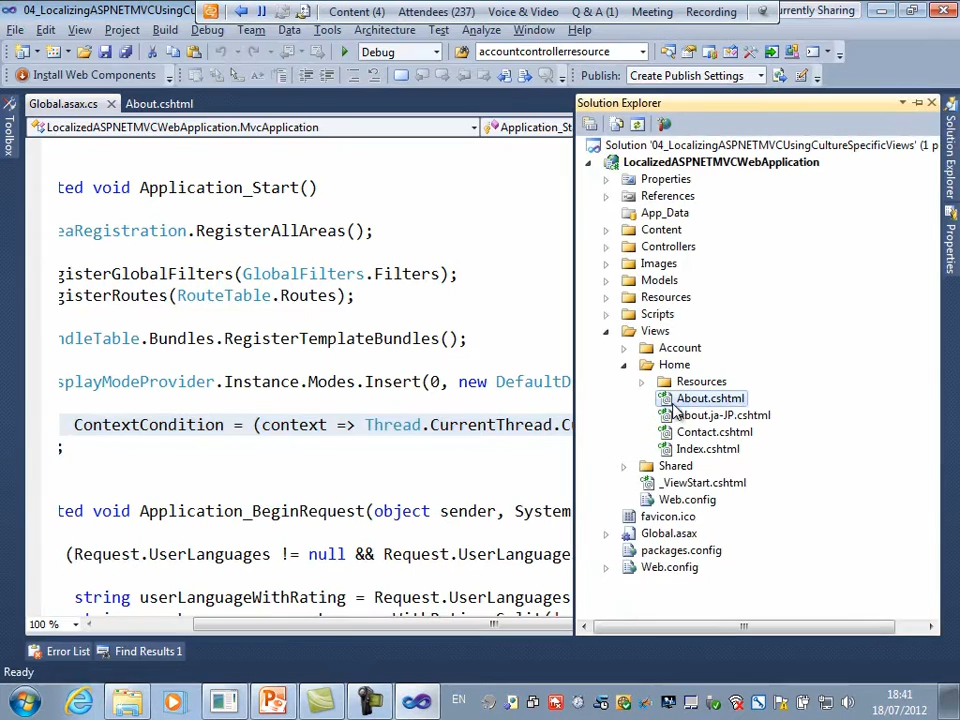 04_LocalizingASPNETMVCUsingCu
Content (4)
Attendees (237)
Voice & Video
Q & A (1)
Meeting
Recording
urrently Sharing
File
Edit
View
Project
Build
Debug
Team
Data
Tools
Architecture
Test
Analyze
Window
Help
Debug
accountcontrollerresource
Install Web Components
Publish: Create Publish Settings
Toolbox
Global.asax.cs
About.cshtml
LocalizedASPNETMVCWebApplication.MvcApplication
Application_St
ted void Application_Start()
eaRegistration.RegisterAllAreas();
gisterGlobalFilters(GlobalFilters.Filters);
gisterRoutes(RouteTable.Routes);
ndleTable.Bundles.RegisterTemplateBundles();
splayModeProvider.Instance.Modes.Insert(0, new DefaultD
ContextCondition = (context => Thread.CurrentThread.Cu
;
ted void Application_BeginRequest(object sender, System
(Request.UserLanguages != null && Request.UserLanguage
string userLanguageWithRating = Request.UserLanguages
100 %
Solution Explorer
Solution '04_LocalizingASPNETMVCUsingCultureSpecificViews' (1 p
LocalizedASPNETMVCWebApplication
Properties
References
App_Data
Content
Controllers
Images
Models
Resources
Scripts
Views
Account
Home
Resources
About.cshtml
About.ja-JP.cshtml
Contact.cshtml
Index.cshtml
Shared
_ViewStart.cshtml
Web.config
favicon.ico
Global.asax
packages.config
Web.config
Solution Explorer
Properties
Error List
Find Results 1
Ready
EN
18:41
18/07/2012